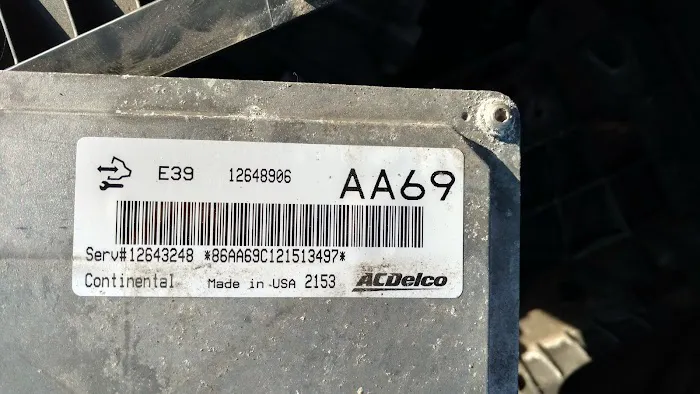 E39 12648906 AA69
Serv#12643248 *86AA69C121513497*
Continental Made in USA 2153 ACDelco